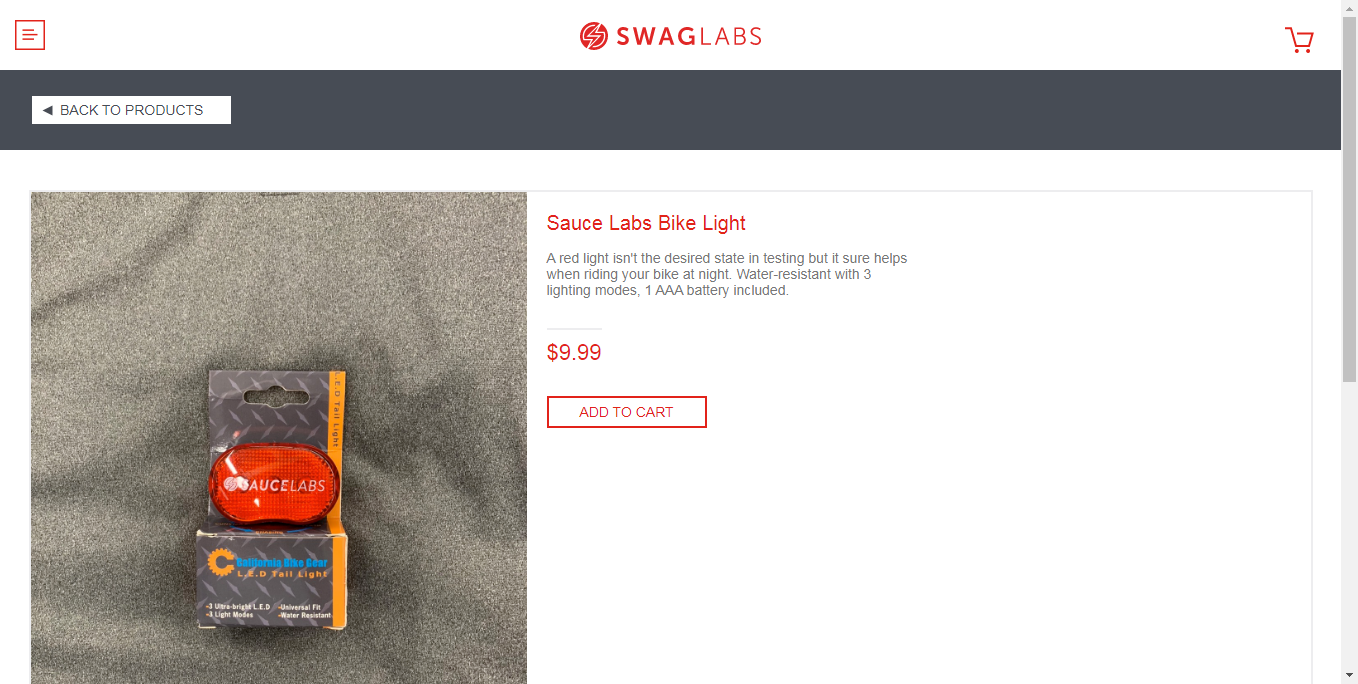 SWAGLABS
◄ BACK TO PRODUCTS
Sauce Labs Bike Light
A red light isn't the desired state in testing but it sure helps
when riding your bike at night. Water-resistant with 3
lighting modes, 1 AAA battery included.
$9.99
ADD TO CART
L.E.D Tail Light
SAUCELABS
California Bike Gear
L.E.D Tail Light
-3 Ultra-bright L.E.D -Universal Fit
-3 Light Modes -Water Resistant